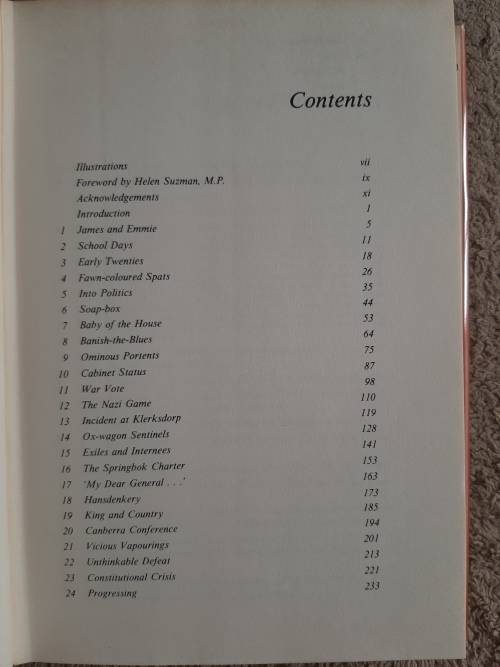 Contents
Illustrations vii
Foreword by Helen Suzman, M.P. ix
Acknowledgements xi
Introduction 1
1 James and Emmie 5
2 School Days 11
3 Early Twenties 18
4 Fawn-coloured Spats 26
5 Into Politics 35
6 Soap-box 44
7 Baby of the House 53
8 Banish-the-Blues 64
9 Ominous Portents 75
10 Cabinet Status 87
11 War Vote 98
12 The Nazi Game 110
13 Incident at Klerksdorp 119
14 Ox-wagon Sentinels 128
15 Exiles and Internees 141
16 The Springbok Charter 153
17 'My Dear General . . .' 163
18 Hansdenkery 173
19 King and Country 185
20 Canberra Conference 194
21 Vicious Vapourings 201
22 Unthinkable Defeat 213
23 Constitutional Crisis 221
24 Progressing 233